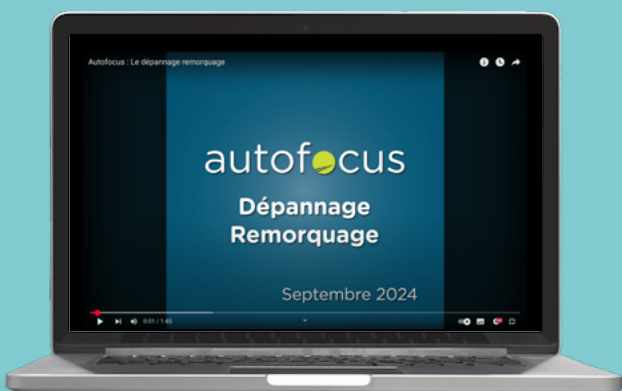 Autofocus : Le dépannage remorquage
autofocus
Dépannage
Remorquage
Septembre 2024
0:01 / 1:45